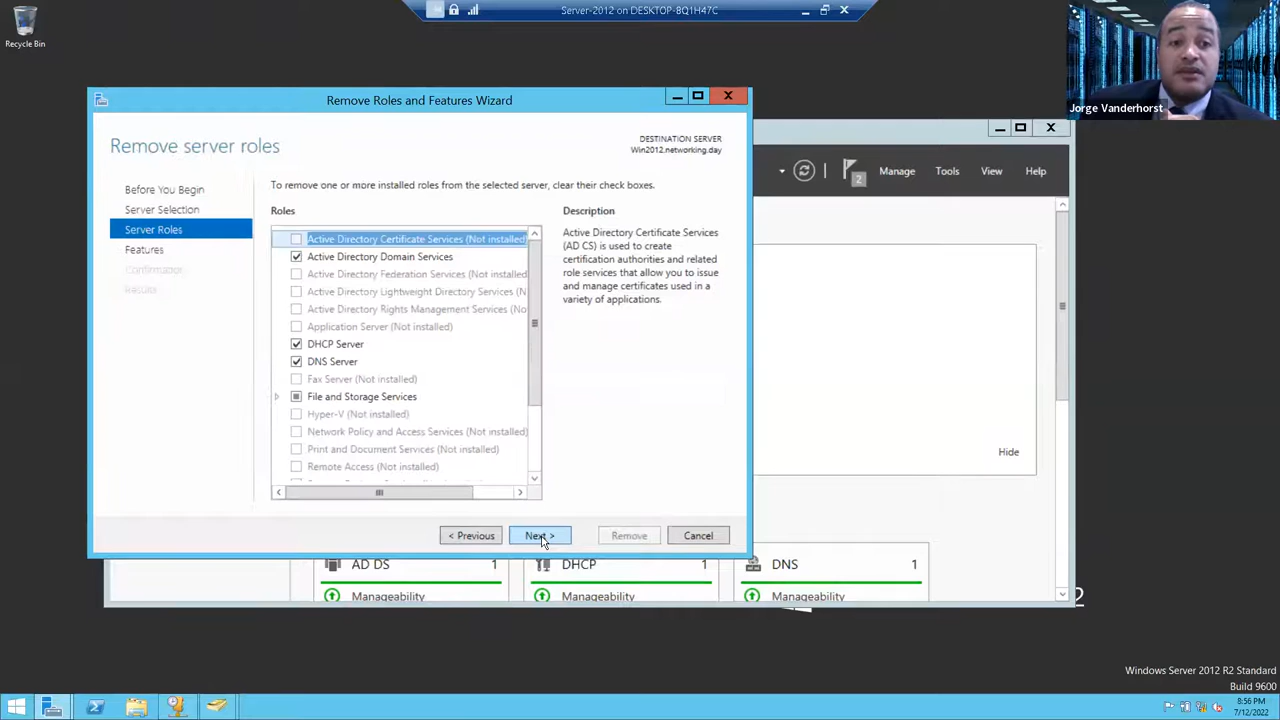 Server-2012 on DESKTOP-8Q1H47C
Recycle Bin
Jorge Vanderhorst
Remove Roles and Features Wizard
Remove server roles
DESTINATION SERVER
Win2012.networking.day
Before You Begin
Server Selection
Server Roles
Features
Confirmation
Results
To remove one or more installed roles from the selected server, clear their check boxes.
Roles
Active Directory Certificate Services (Not installed)
Active Directory Domain Services
Active Directory Federation Services (Not installed
Active Directory Lightweight Directory Services (N
Active Directory Rights Management Services (No
Application Server (Not installed)
DHCP Server
DNS Server
Fax Server (Not installed)
File and Storage Services
Hyper-V (Not installed)
Network Policy and Access Services (Not installed)
Print and Document Services (Not installed)
Remote Access (Not installed)
Description
Active Directory Certificate Services
(AD CS) is used to create
certification authorities and related
role services that allow you to issue
and manage certificates used in a
variety of applications.
< Previous
Next >
Remove
Cancel
2
Manage
Tools
View
Help
Hide
AD DS 1
Manageability
DHCP 1
Manageability
DNS 1
Manageability
2
Windows Server 2012 R2 Standard
Build 9600
8:56 PM
7/12/2022